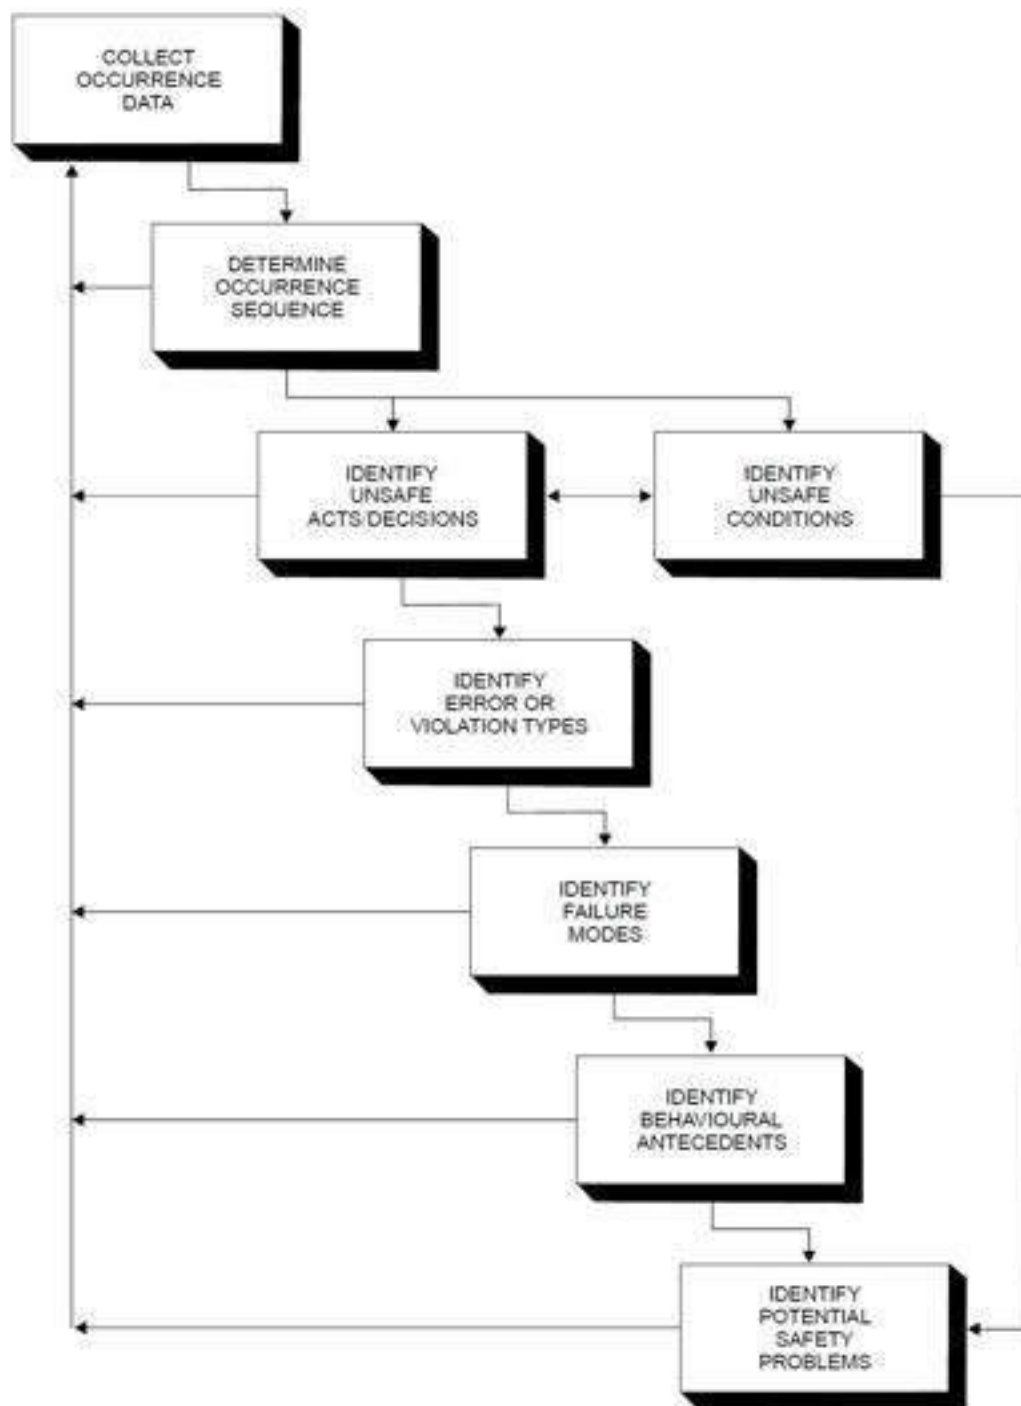 COLLECT
OCCURRENCE
DATA
DETERMINE
OCCURRENCE
SEQUENCE
IDENTIFY
UNSAFE
ACTS/DECISIONS
IDENTIFY
UNSAFE
CONDITIONS
IDENTIFY
ERROR OR
VIOLATION TYPES
IDENTIFY
FAILURE
MODES
IDENTIFY
BEHAVIOURAL
ANTECEDENTS
IDENTIFY
POTENTIAL
SAFETY
PROBLEMS